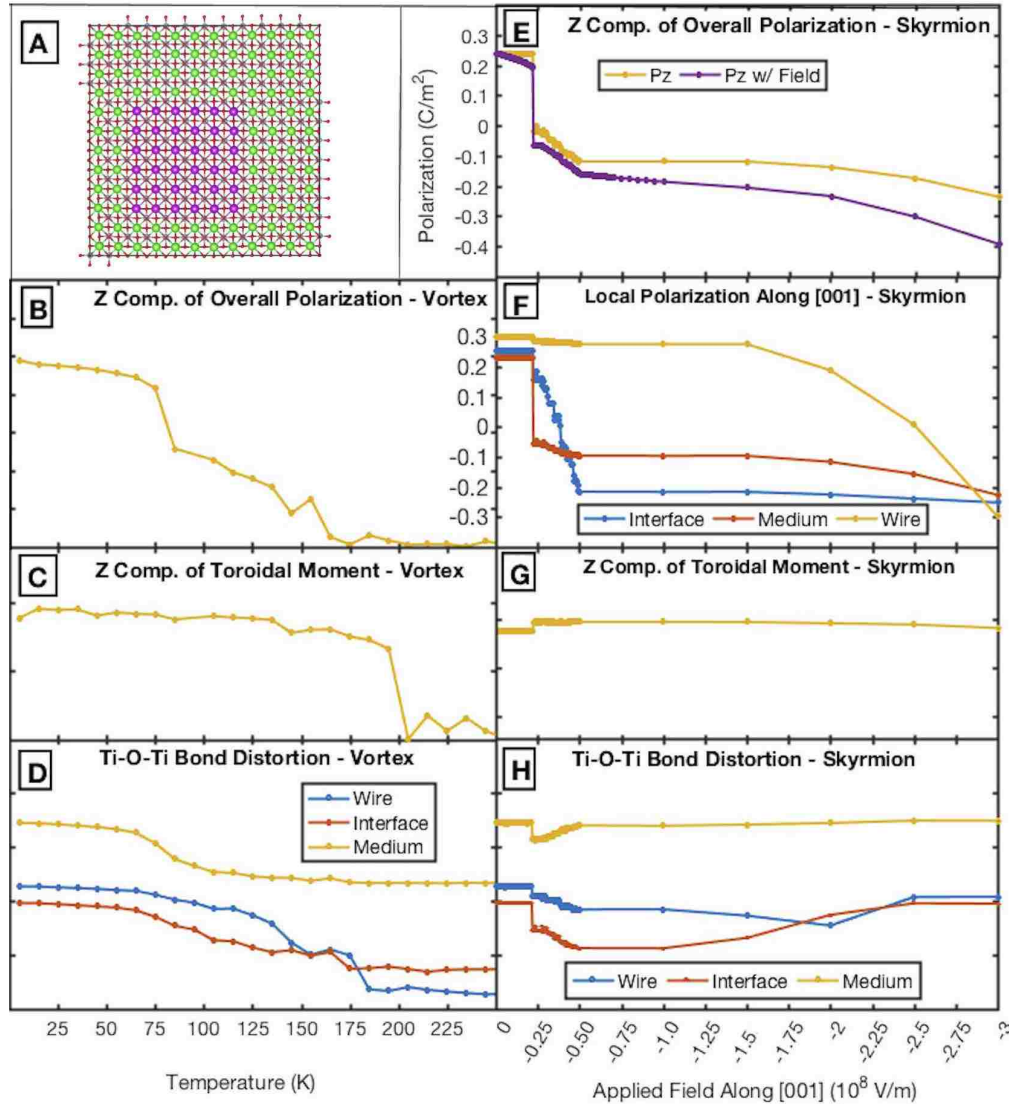 A
E
Z Comp. of Overall Polarization - Skyrmion
Pz
Pz w/ Field
Polarization (C/m²)
0.3
0.2
0.1
0
-0.1
-0.2
-0.3
-0.4
B
Z Comp. of Overall Polarization - Vortex
F
Local Polarization Along [001] - Skyrmion
0.3
0.2
0.1
0
-0.1
-0.2
-0.3
Interface
Medium
Wire
C
Z Comp. of Toroidal Moment - Vortex
G
Z Comp. of Toroidal Moment - Skyrmion
D
Ti-O-Ti Bond Distortion - Vortex
Wire
Interface
Medium
H
Ti-O-Ti Bond Distortion - Skyrmion
Wire
Interface
Medium
25
50
75
100
125
150
175
200
225
Temperature (K)
0
-0.25
-0.50
-0.75
-1.0
-1.25
-1.5
-1.75
-2
-2.25
-2.5
-2.75
-3
Applied Field Along [001] (10⁸ V/m)